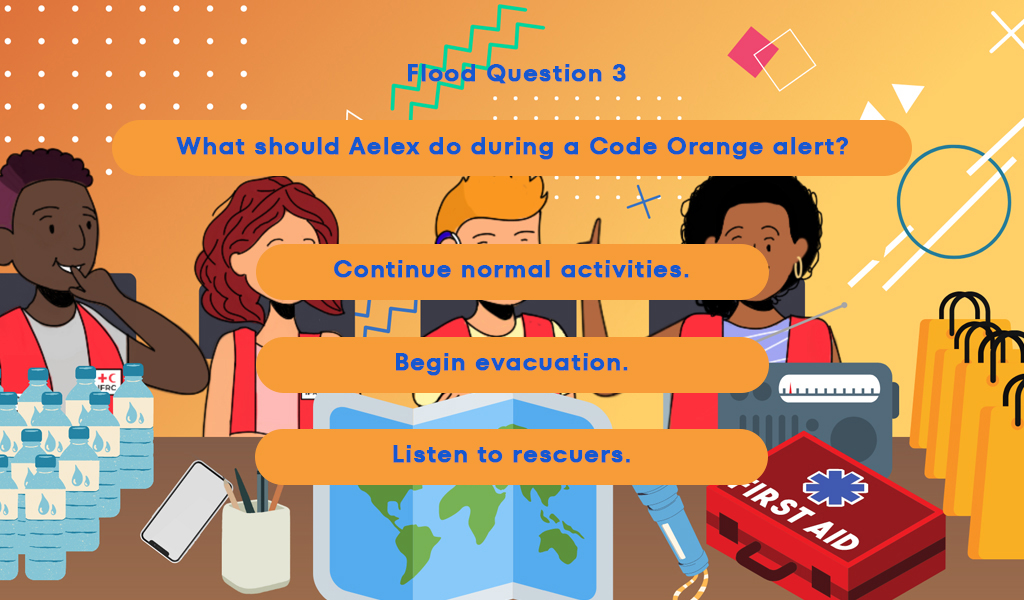 Flood Question 3
What should Aelex do during a Code Orange alert?
Continue normal activities.
Begin evacuation.
IFRC
Listen to rescuers.
FIRST AID